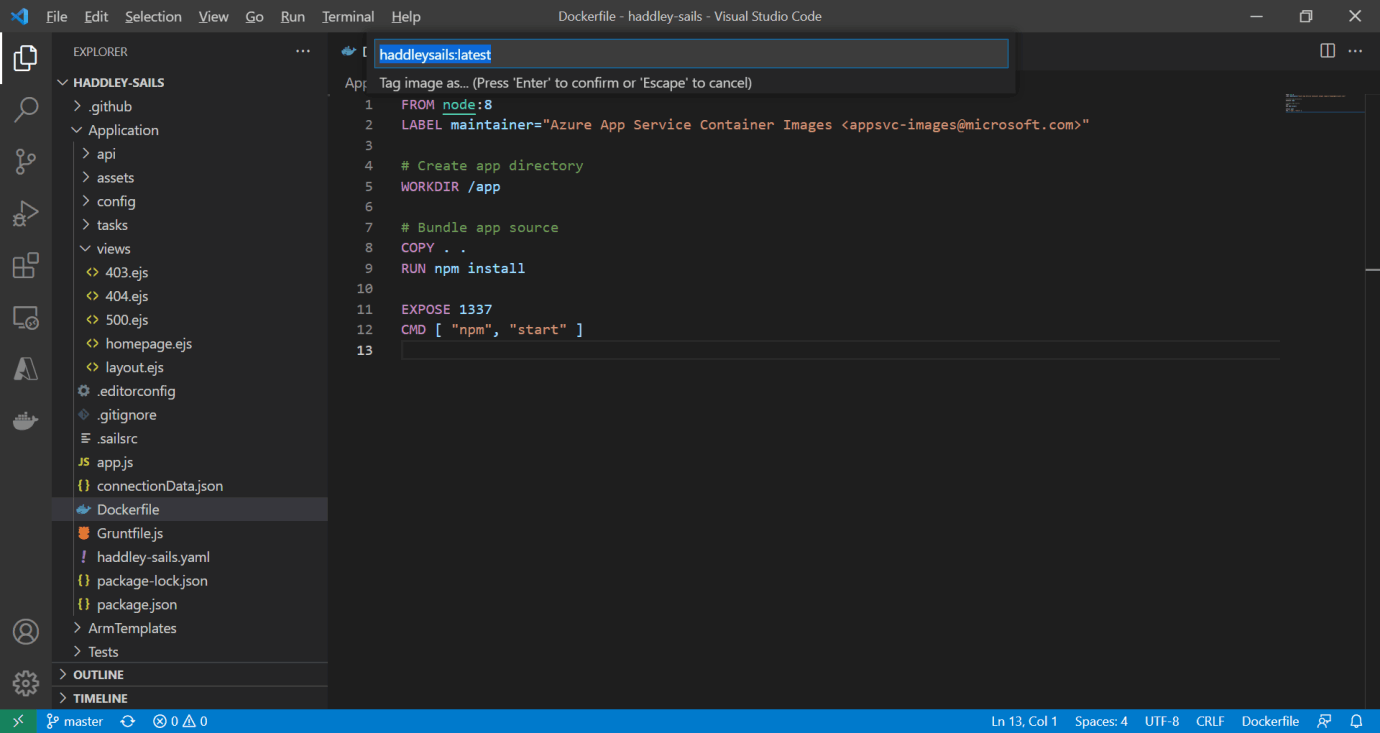 File Edit Selection View Go Run Terminal Help
Dockerfile - haddley-sails - Visual Studio Code
EXPLORER
HADDLEY-SAILS
.github
Application
api
assets
config
tasks
views
403.ejs
404.ejs
500.ejs
homepage.ejs
layout.ejs
.editorconfig
.gitignore
.sailsrc
JS app.js
{} connectionData.json
Dockerfile
Gruntfile.js
! haddley-sails.yaml
{} package-lock.json
{} package.json
ArmTemplates
Tests
OUTLINE
TIMELINE
haddleysails:latest
Tag image as... (Press 'Enter' to confirm or 'Escape' to cancel)
1 FROM node:8
2 LABEL maintainer="Azure App Service Container Images <appsvc-images@microsoft.com>"
3
4 # Create app directory
5 WORKDIR /app
6
7 # Bundle app source
8 COPY . .
9 RUN npm install
10
11 EXPOSE 1337
12 CMD [ "npm", "start" ]
13
master 0 0 Ln 13, Col 1 Spaces: 4 UTF-8 CRLF Dockerfile